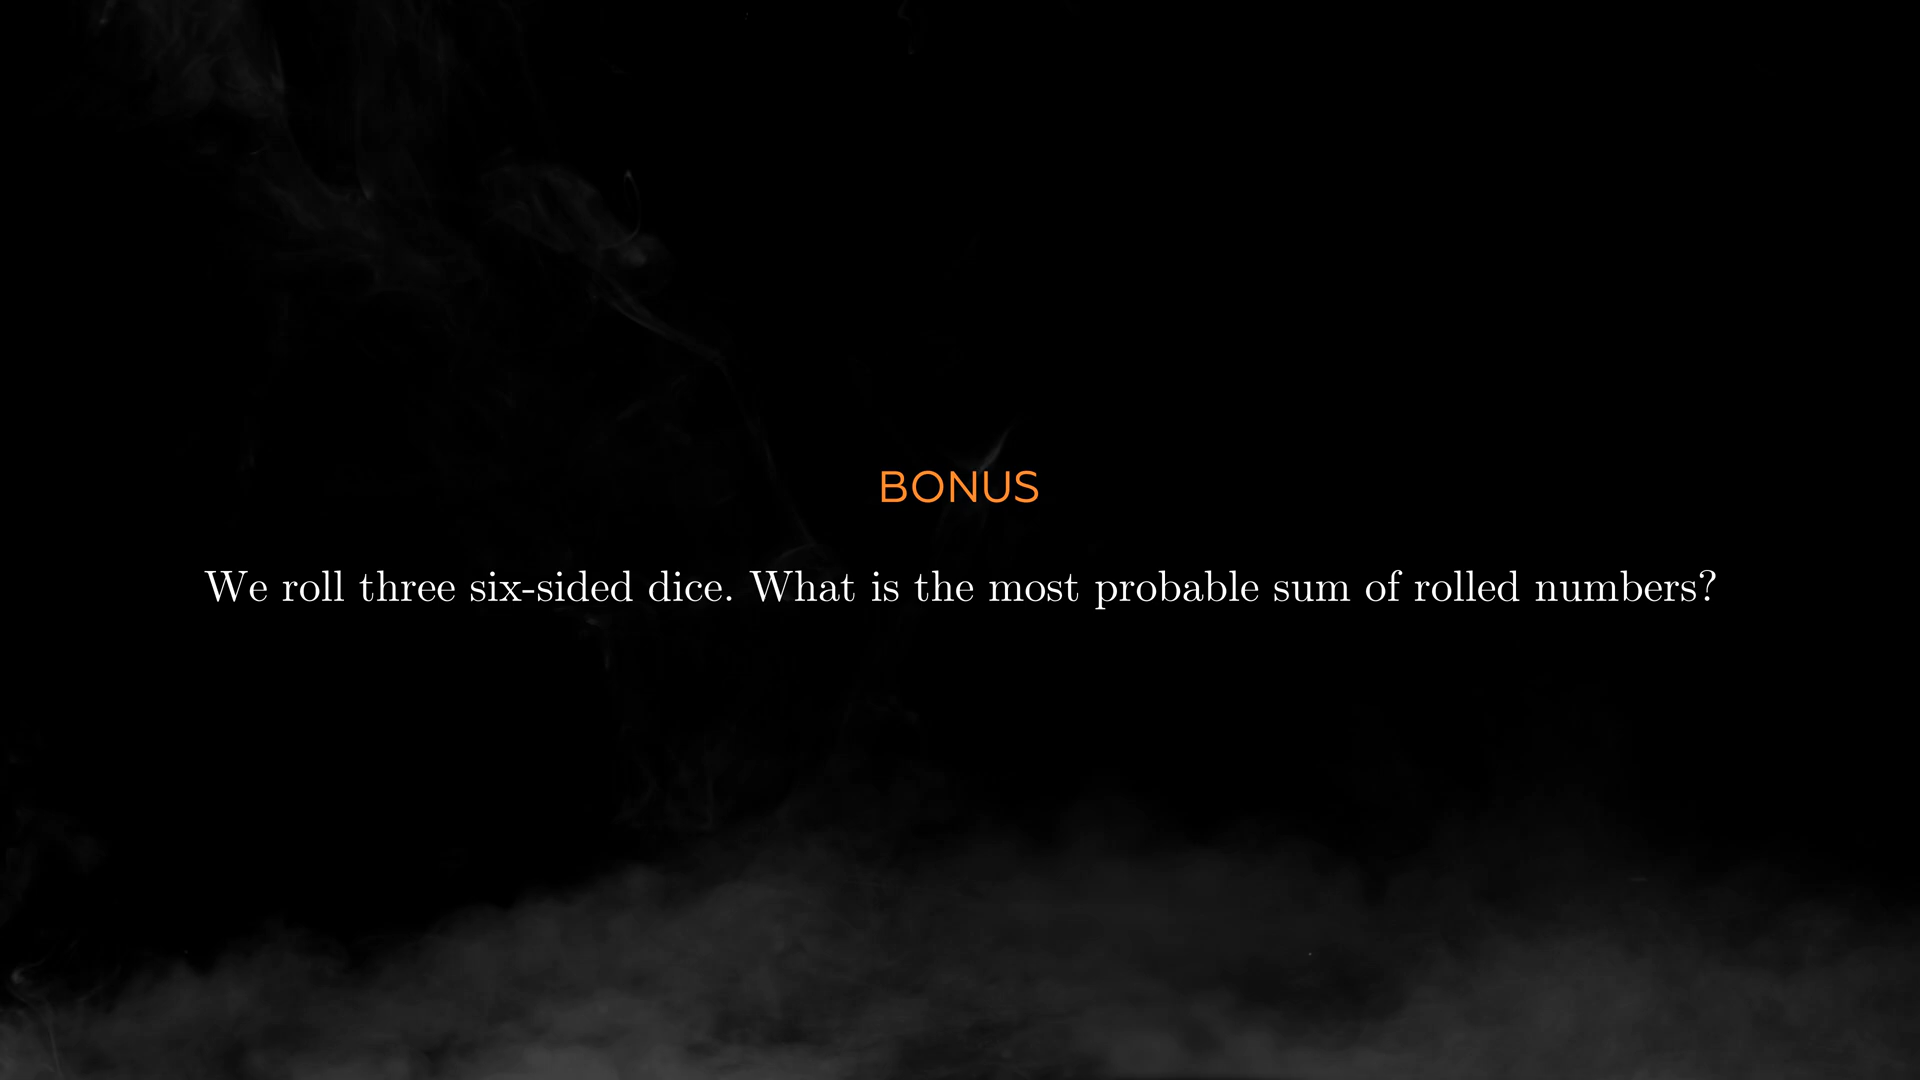 BONUS
We roll three six-sided dice. What is the most probable sum of rolled numbers?